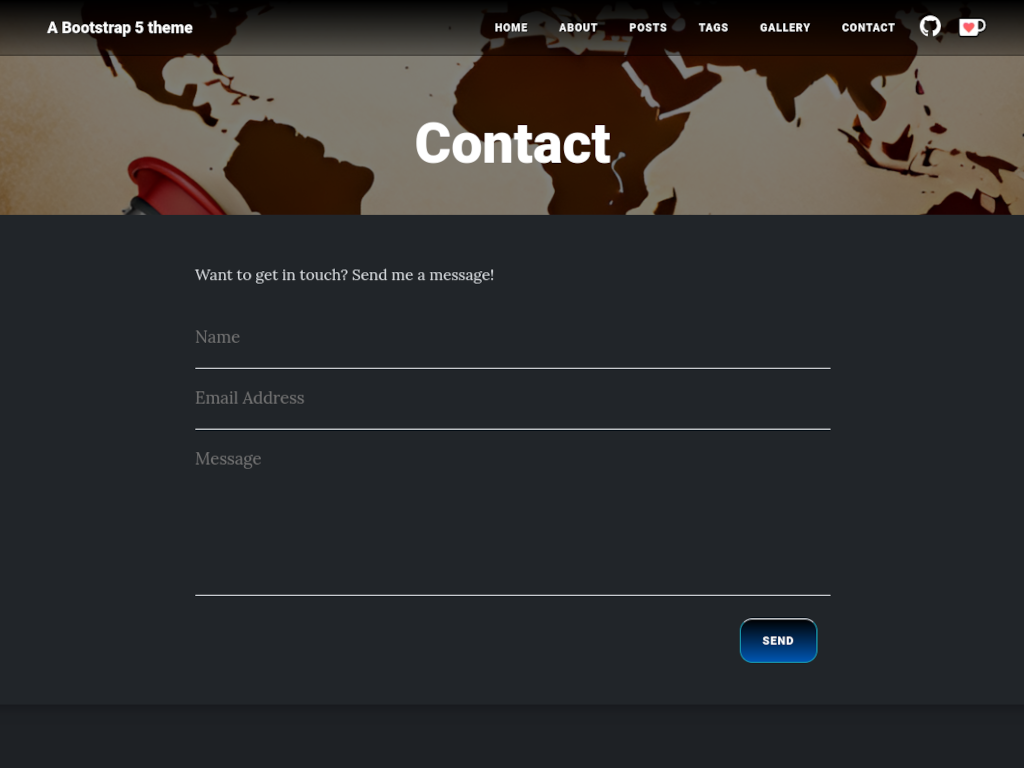 A Bootstrap 5 theme
HOME ABOUT POSTS TAGS GALLERY CONTACT
Contact
Want to get in touch? Send me a message!
Name
Email Address
Message
SEND